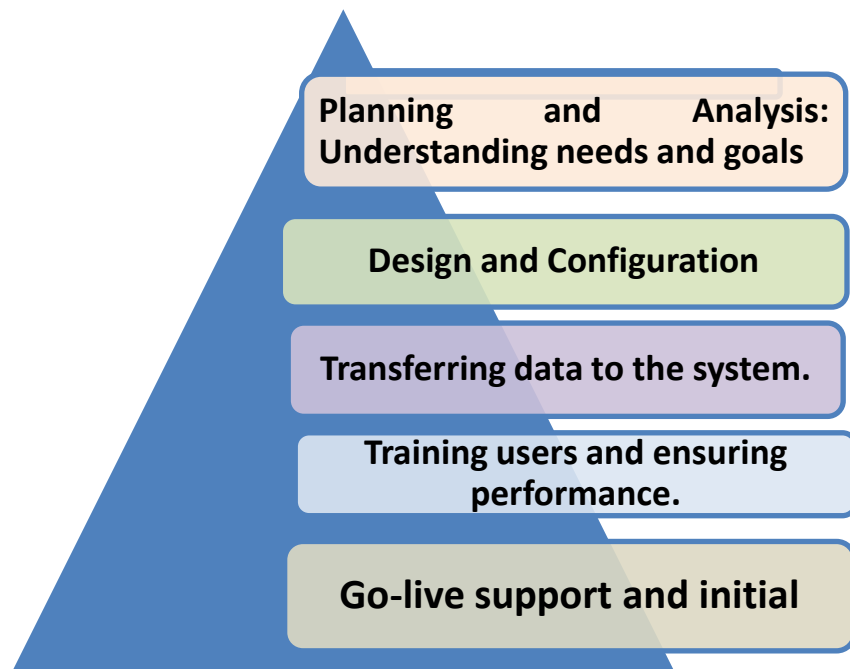 Planning and Analysis:
Understanding needs and goals
Design and Configuration
Transferring data to the system.
Training users and ensuring
performance.
Go-live support and initial